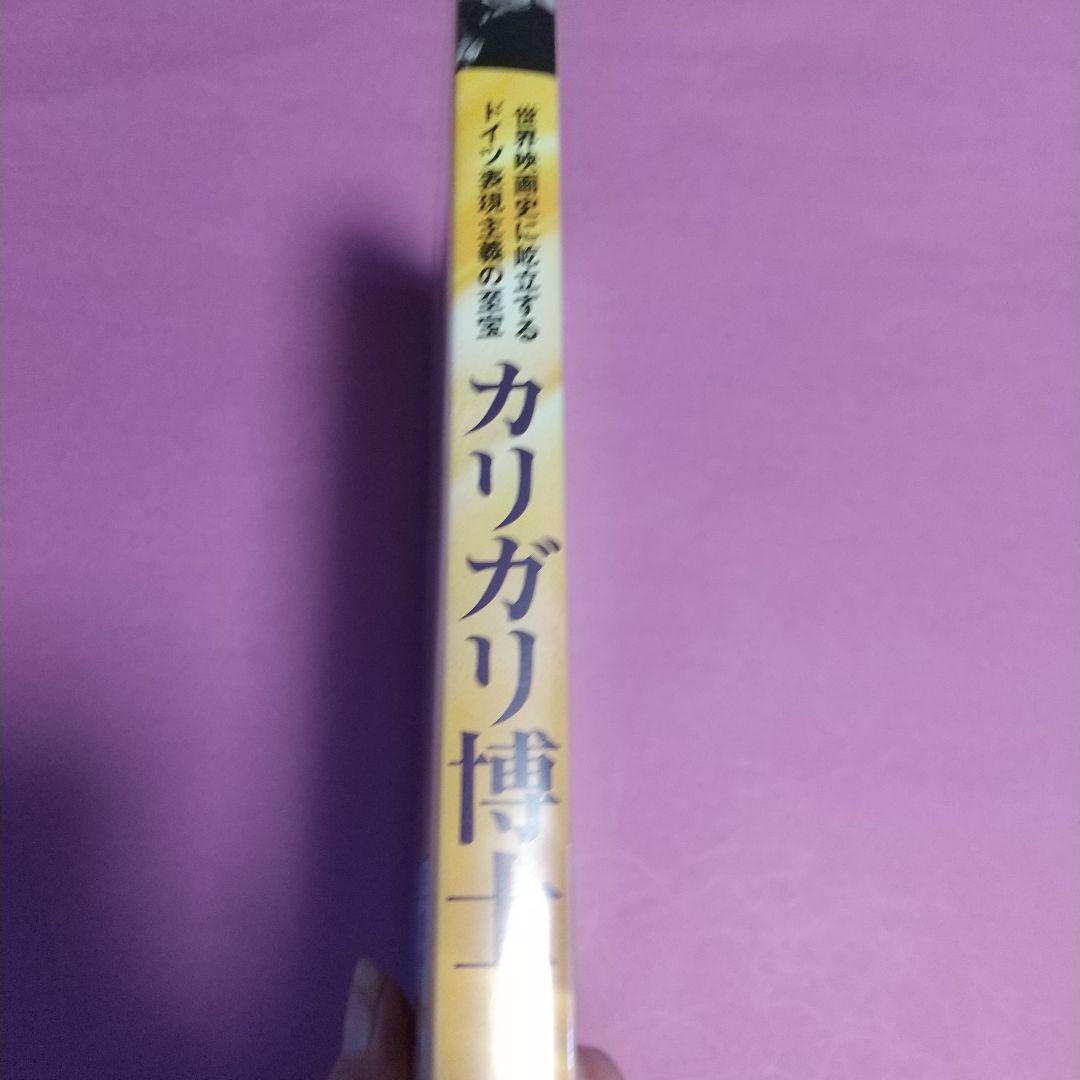 世界映画史に屹立する
ドイツ表現主義の至宝
カリガリ博士